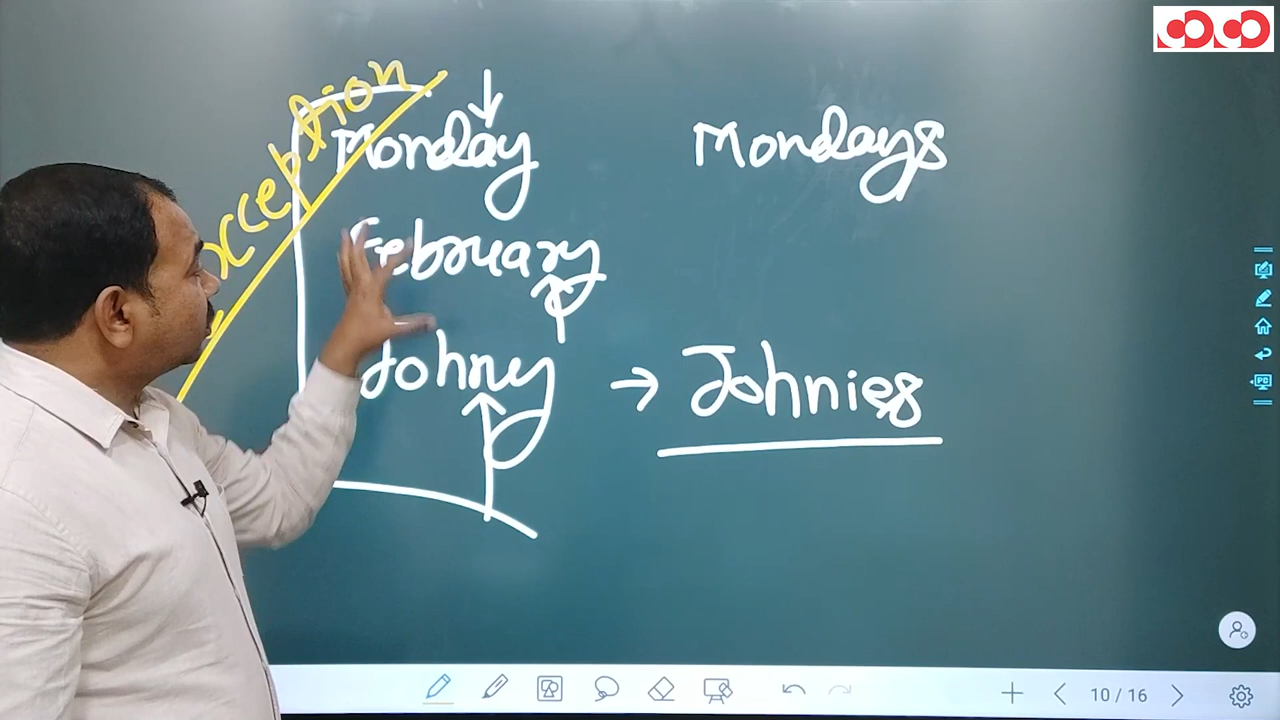 Exception
Monday Mondays
February
Johny → Johnies
10 / 16